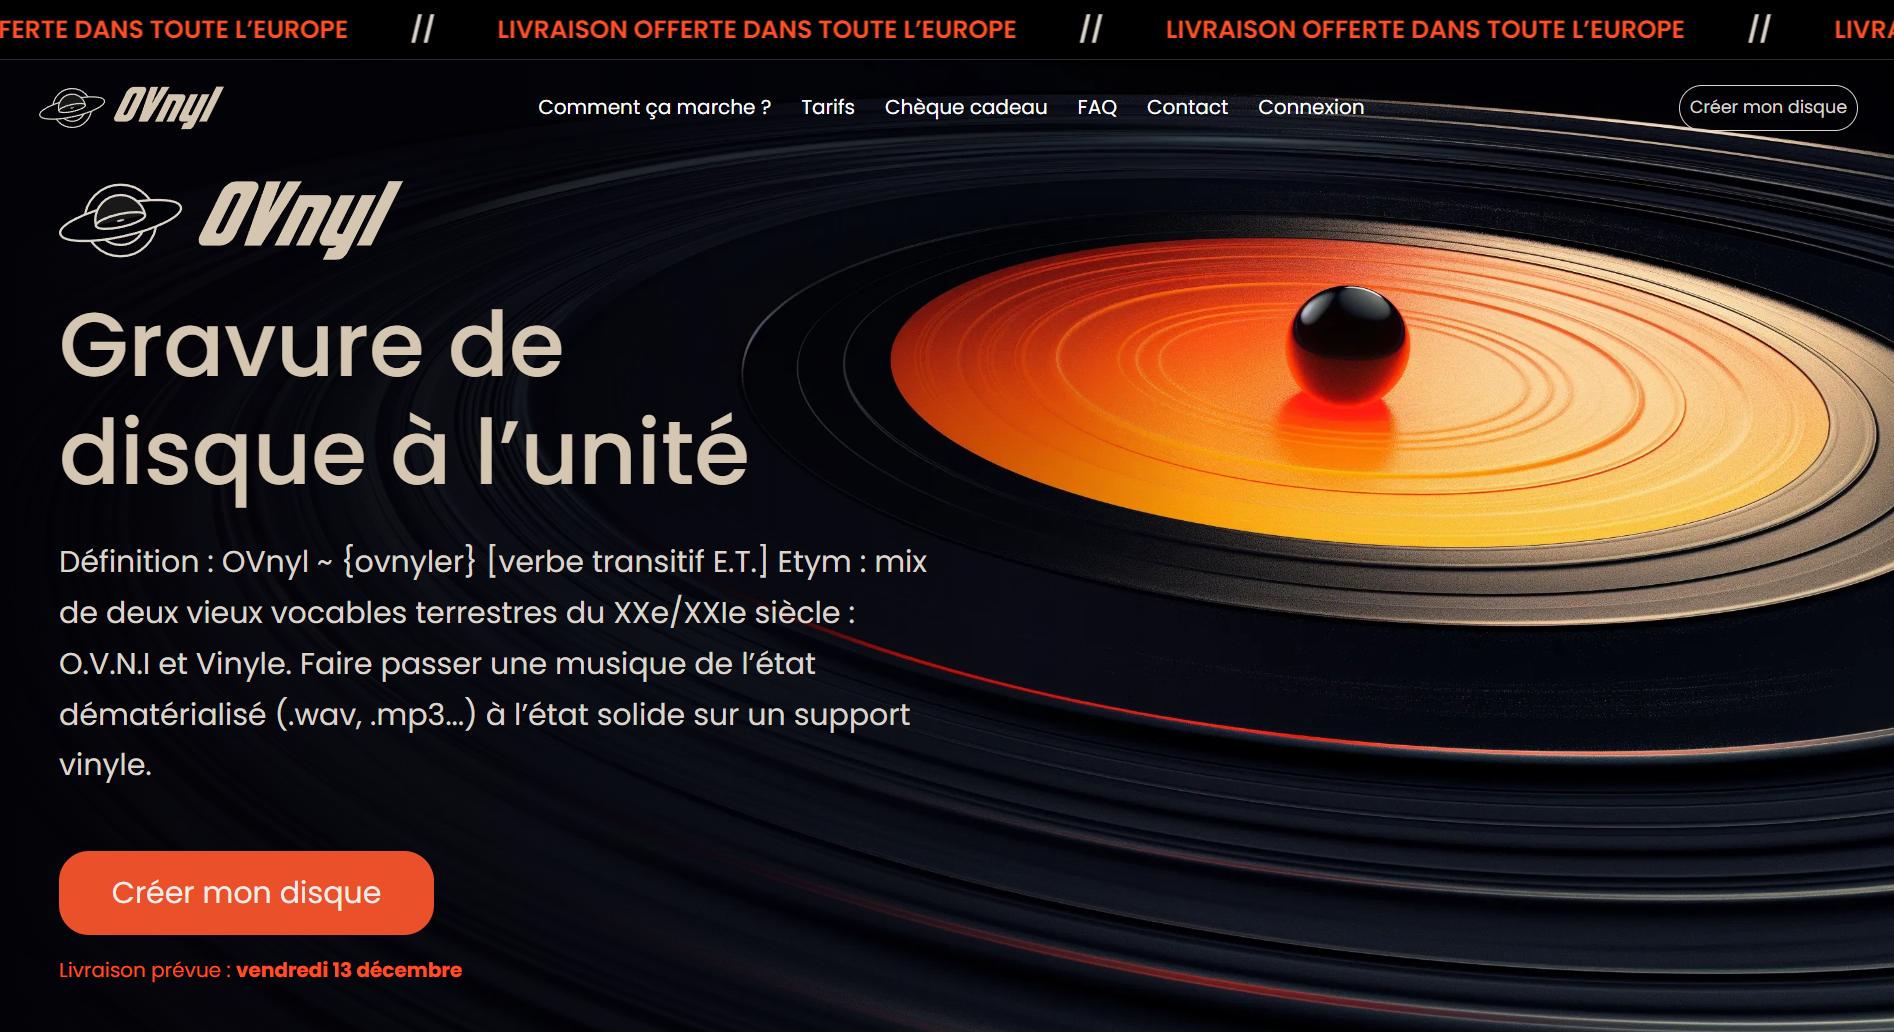 FERTE DANS TOUTE L’EUROPE // LIVRAISON OFFERTE DANS TOUTE L’EUROPE // LIVRAISON OFFERTE DANS TOUTE L’EUROPE // LIVRA
OVnyl Comment ça marche ? Tarifs Chèque cadeau FAQ Contact Connexion Créer mon disque
OVnyl
Gravure de
disque à l’unité
Définition : OVnyl ~ {ovnyler} [verbe transitif E.T.] Etym : mix
de deux vieux vocables terrestres du XXe/XXIe siècle :
O.V.N.I et Vinyle. Faire passer une musique de l’état
dématérialisé (.wav, .mp3...) à l’état solide sur un support
vinyle.
Créer mon disque
Livraison prévue : vendredi 13 décembre